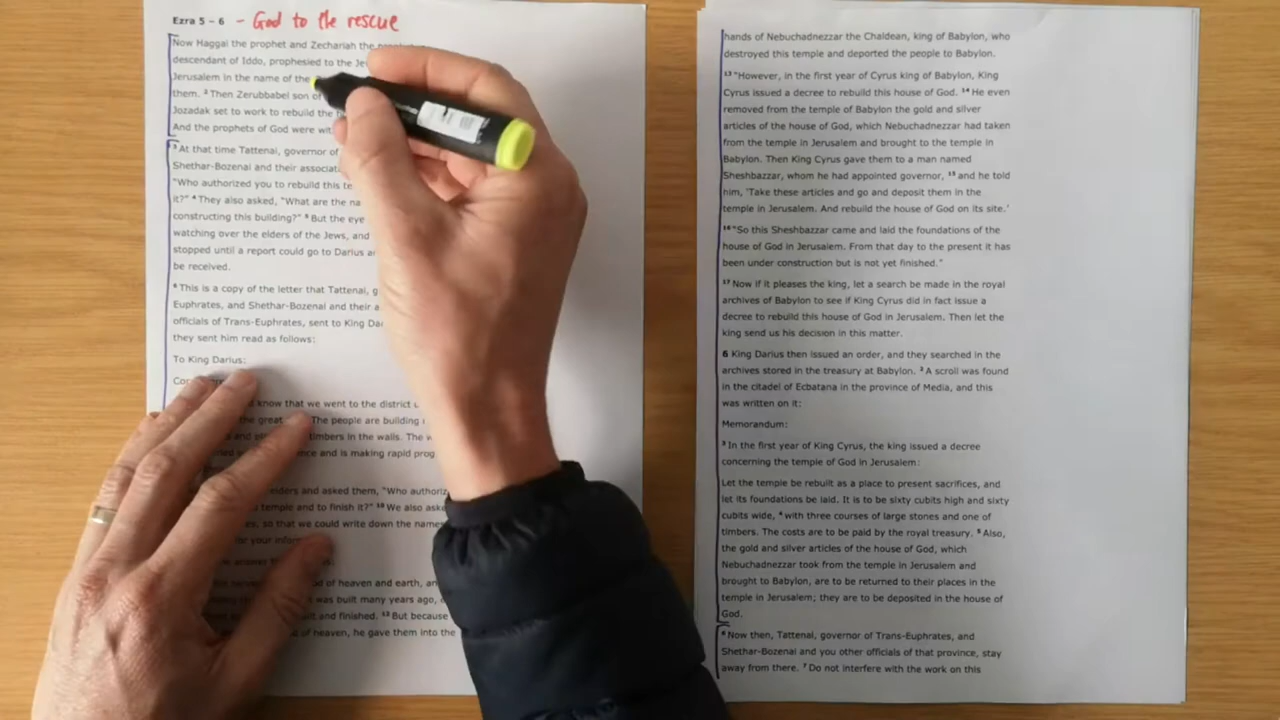 Ezra 5 – 6 - God to the rescue
Now Haggai the prophet and Zechariah the
descendant of Iddo, prophesied to the
Jerusalem in the name of the
them. 2 Then Zerubbabel son of
Jozadak set to work to rebuild the
And the prophets of God were
3 At that time Tattenai, governor of
Shethar-Bozenai and their
"Who authorized you to rebuild this
it?" 4 They also asked, "What are the
constructing this building?" 5 But the eye
watching over the elders of the Jews, and
stopped until a report could go to Darius
be received.
6 This is a copy of the letter that Tattenai,
Euphrates, and Shethar-Bozenai and their
officials of Trans-Euphrates, sent to King
they sent him read as follows:
To King Darius:
know that we went to the district
the great The people are building
and timbers in the walls. The
and is making rapid
and asked them, "Who
temple and to finish it?" 10 We also
so that we could write down the names
for your
of heaven and earth,
was built many years ago,
and finished. 12 But because
of heaven, he gave them into the
hands of Nebuchadnezzar the Chaldean, king of Babylon, who
destroyed this temple and deported the people to Babylon.
13 "However, in the first year of Cyrus king of Babylon, King
Cyrus issued a decree to rebuild this house of God. 14 He even
removed from the temple of Babylon the gold and silver
articles of the house of God, which Nebuchadnezzar had taken
from the temple in Jerusalem and brought to the temple in
Babylon. Then King Cyrus gave them to a man named
Sheshbazzar, whom he had appointed governor, 15 and he told
him, 'Take these articles and go and deposit them in the
temple in Jerusalem. And rebuild the house of God on its site.'
16 "So this Sheshbazzar came and laid the foundations of the
house of God in Jerusalem. From that day to the present it has
been under construction but is not yet finished."
17 Now if it pleases the king, let a search be made in the royal
archives of Babylon to see if King Cyrus did in fact issue a
decree to rebuild this house of God in Jerusalem. Then let the
king send us his decision in this matter.
6 King Darius then issued an order, and they searched in the
archives stored in the treasury at Babylon. 2 A scroll was found
in the citadel of Ecbatana in the province of Media, and this
was written on it:
Memorandum:
3 In the first year of King Cyrus, the king issued a decree
concerning the temple of God in Jerusalem:
Let the temple be rebuilt as a place to present sacrifices, and
let its foundations be laid. It is to be sixty cubits high and sixty
cubits wide, 4 with three courses of large stones and one of
timbers. The costs are to be paid by the royal treasury. 5 Also,
the gold and silver articles of the house of God, which
Nebuchadnezzar took from the temple in Jerusalem and
brought to Babylon, are to be returned to their places in the
temple in Jerusalem; they are to be deposited in the house of
God.
6 Now then, Tattenai, governor of Trans-Euphrates, and
Shethar-Bozenai and you other officials of that province, stay
away from there. 7 Do not interfere with the work on this